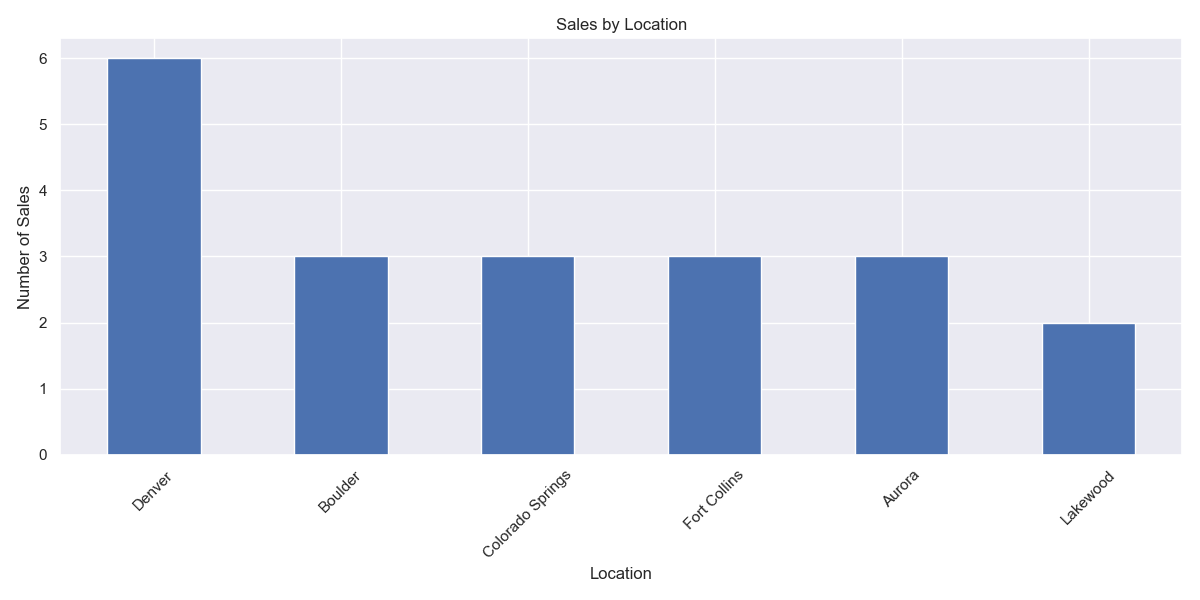 Sales by Location
Number of Sales
6
5
4
3
2
1
0
Denver
Boulder
Colorado Springs
Fort Collins
Aurora
Lakewood
Location